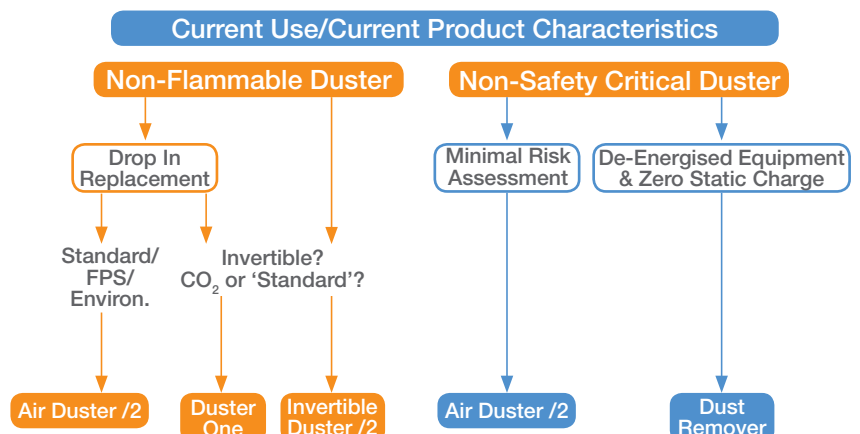 Current Use/Current Product Characteristics
Non-Flammable Duster
Non-Safety Critical Duster
Drop In
Replacement
Minimal Risk
Assessment
De-Energised Equipment
& Zero Static Charge
Standard/
FPS/
Environ.
Invertible?
CO₂ or ‘Standard’?
Air Duster /2
Duster
One
Invertible
Duster /2
Air Duster /2
Dust
Remover